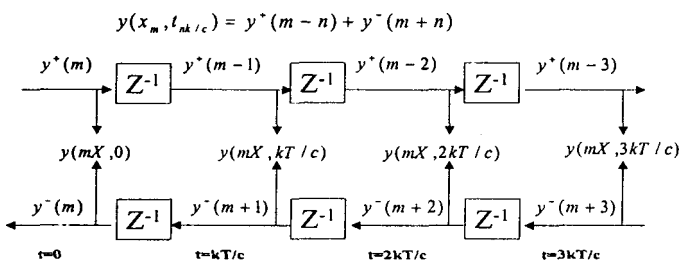 y(x_m, t_{nk/c}) = y⁺(m − n) + y⁻(m + n)
y⁺(m) Z⁻¹ y⁺(m − 1) Z⁻¹ y⁺(m − 2) Z⁻¹ y⁺(m − 3)
y(mX, 0) y(mX, kT / c) y(mX, 2kT / c) y(mX, 3kT / c)
y⁻(m) Z⁻¹ y⁻(m + 1) Z⁻¹ y⁻(m + 2) Z⁻¹ y⁻(m + 3)
t=0 t=kT/c t=2kT/c t=3kT/c